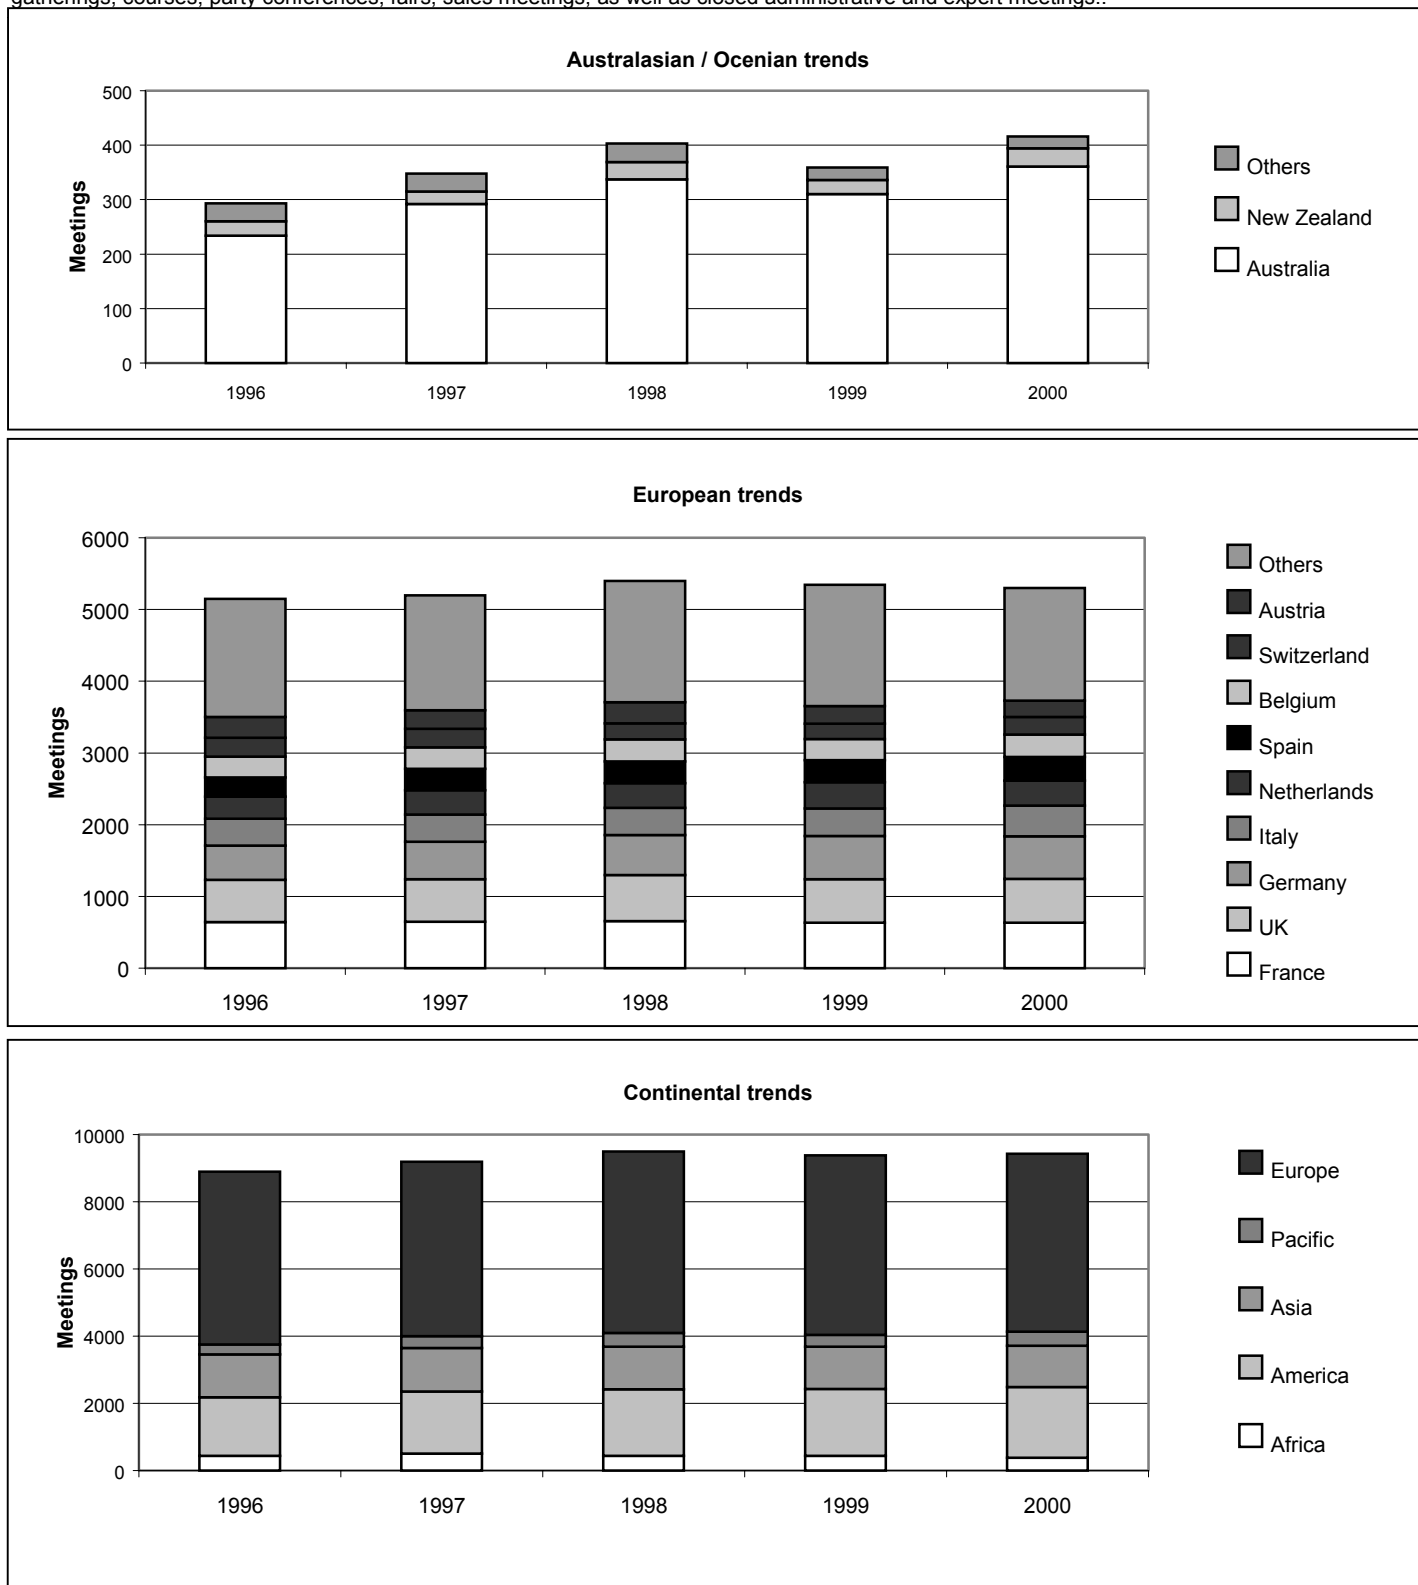 gatherings, courses, party conferences, fairs, sales meetings, as well as closed administrative and expert meetings..
Australasian / Ocenian trends
Meetings
500
400
300
200
100
0
1996 1997 1998 1999 2000
Others
New Zealand
Australia
European trends
Meetings
6000
5000
4000
3000
2000
1000
0
1996 1997 1998 1999 2000
Others
Austria
Switzerland
Belgium
Spain
Netherlands
Italy
Germany
UK
France
Continental trends
Meetings
10000
8000
6000
4000
2000
0
1996 1997 1998 1999 2000
Europe
Pacific
Asia
America
Africa